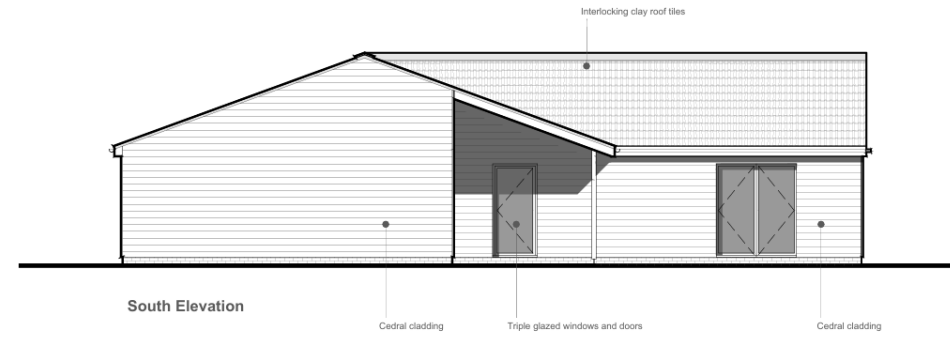 Interlocking clay roof tiles
South Elevation
Cedral cladding
Triple glazed windows and doors
Cedral cladding